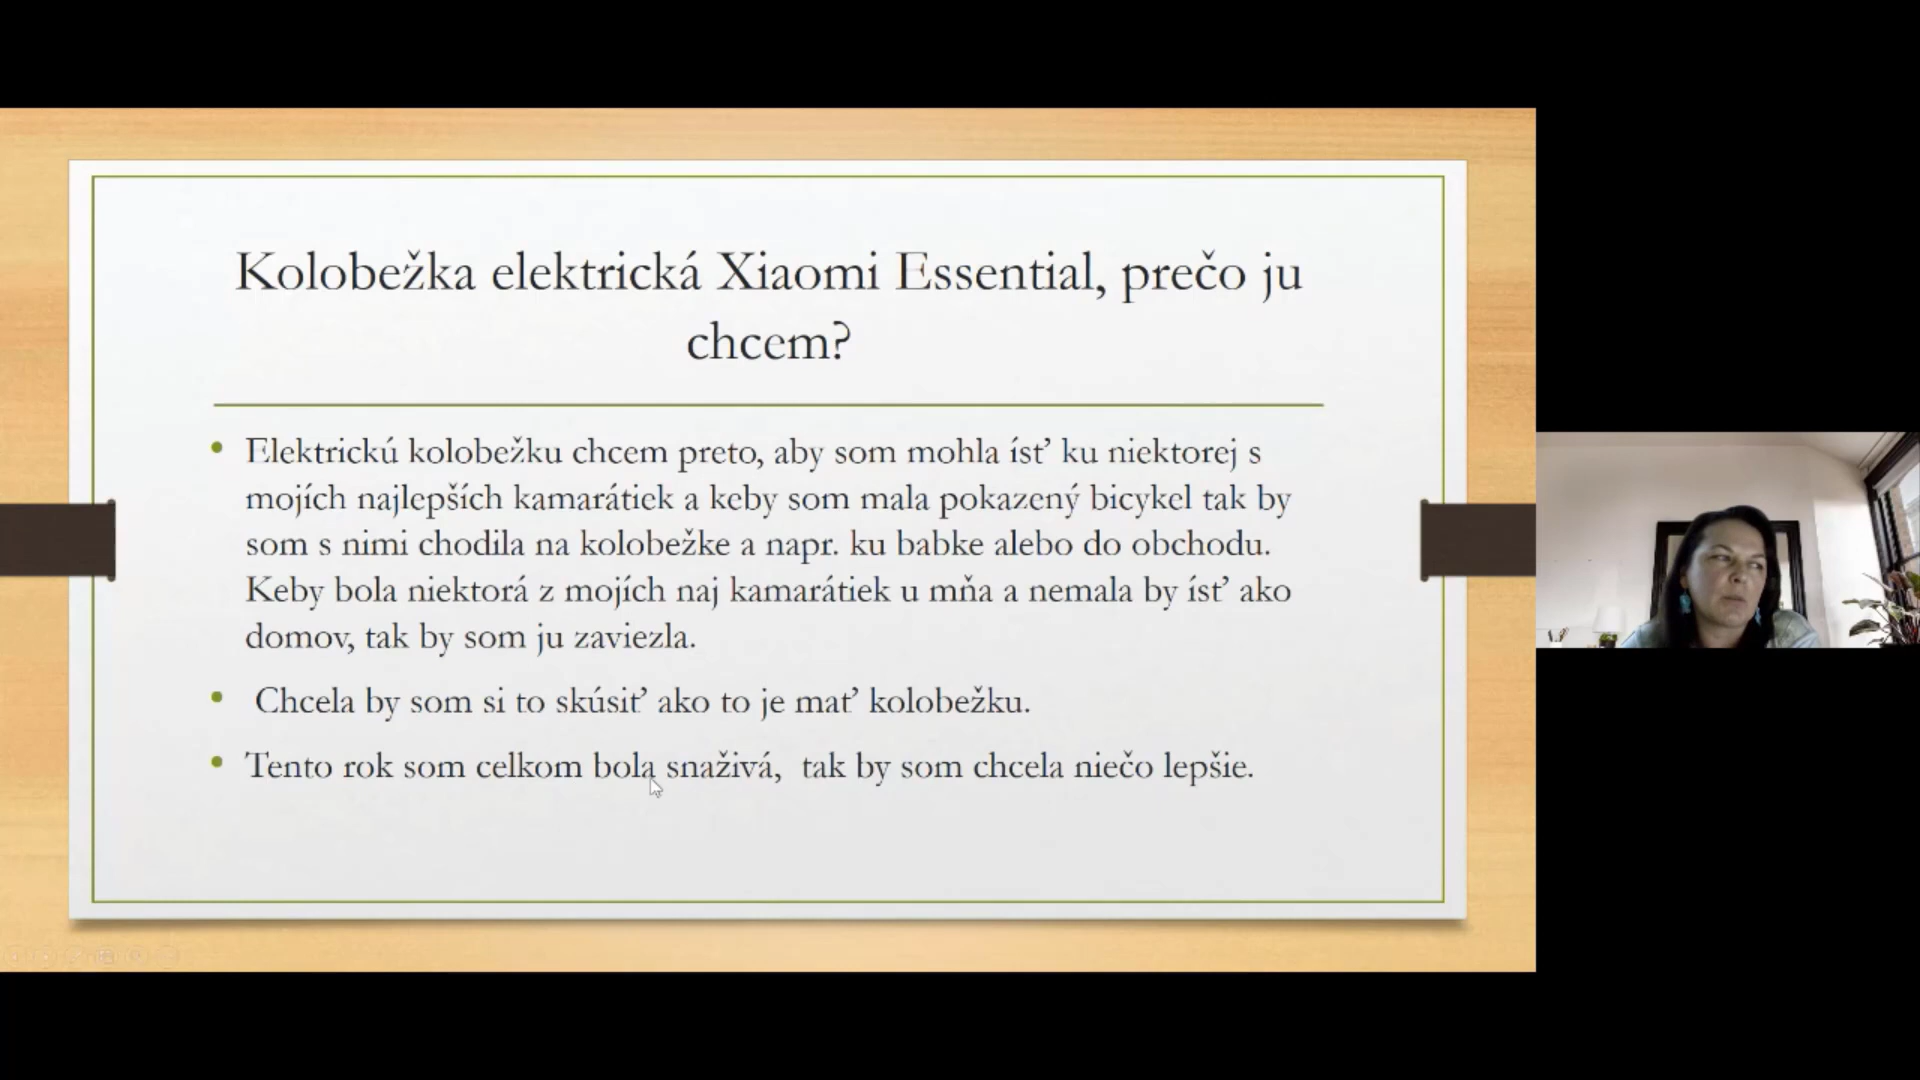 Kolobežka elektrická Xiaomi Essential, prečo ju
chcem?
Elektrickú kolobežku chcem preto, aby som mohla ísť ku niektorej s
mojích najlepších kamarátiek a keby som mala pokazený bicykel tak by
som s nimi chodila na kolobežke a napr. ku babke alebo do obchodu.
Keby bola niektorá z mojích naj kamarátiek u mňa a nemala by ísť ako
domov, tak by som ju zaviezla.
Chcela by som si to skúsiť ako to je mať kolobežku.
Tento rok som celkom bola snaživá, tak by som chcela niečo lepšie.